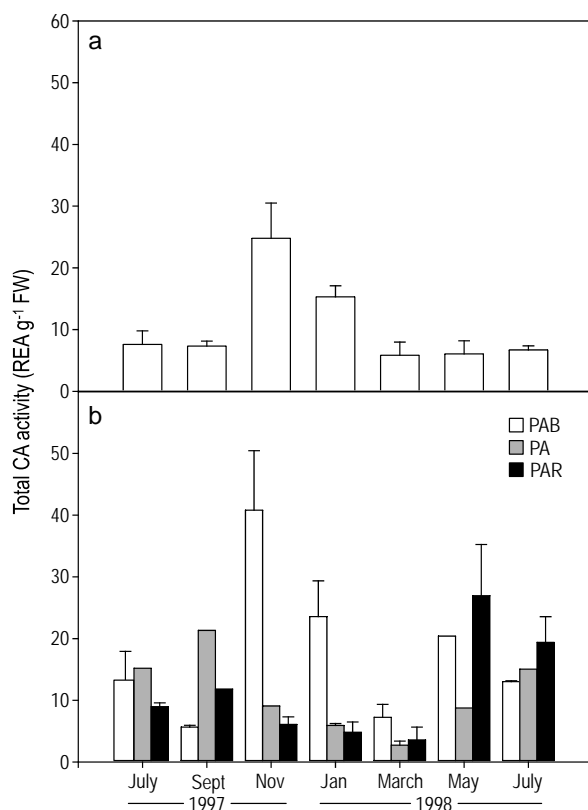 a
60
50
40
30
20
10
0
Total CA activity (REA g⁻¹ FW)
b
PAB
PA
PAR
50
40
30
20
10
0
July Sept Nov Jan March May July
1997 1998